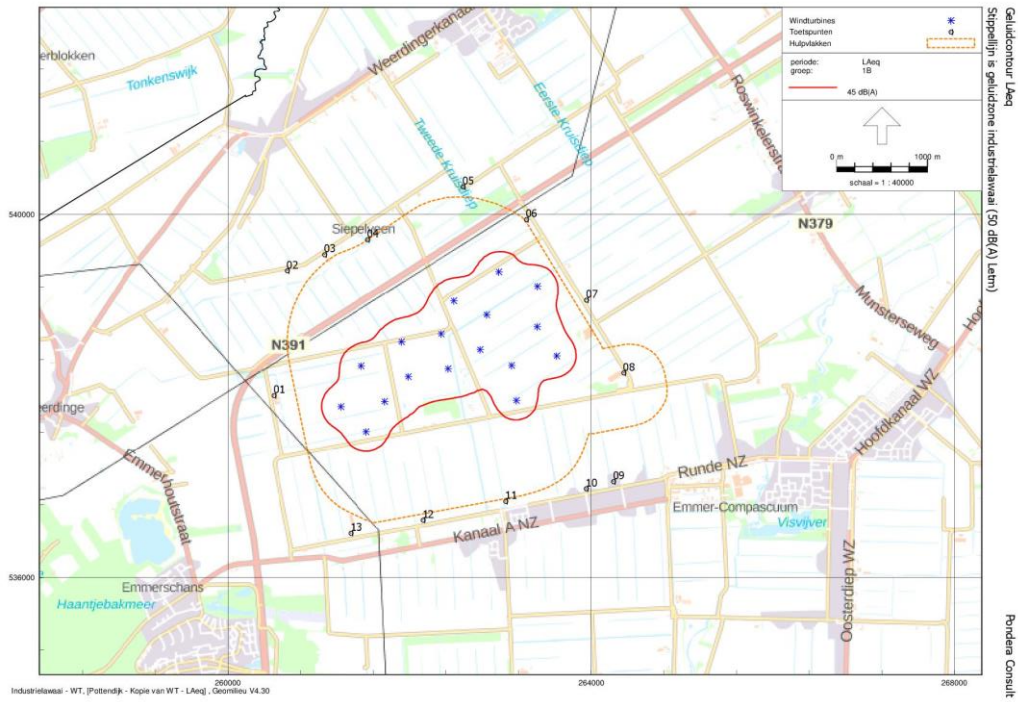 Geluidcontour LAeq
Stippellijn is geluidzone industrielawaai (50 dB(A) Letm)
Windturbines
Toetspunten
Hulpvlakken
periode: LAeq
groep: 1B
45 dB(A)
0 m 1000 m
schaal = 1 : 40000
erblokken
Tonkenswijk
Weerdingerkanaal
Eerste Kruisdiep
Tweede Kruisdiep
Roswinkelerstra
N379
540000
Siepelveen
05
06
04
03
02
07
Munsterseweg
Hoo
N391
08
01
erdinge
Hoofdkanaal WZ
Emmerhoutstraat
Runde NZ
09
10
11
12
13
Kanaal A NZ
Emmer-Compascuum
Visvijver
536000
Emmerschans
Haantjebakmeer
Oosterdiep WZ
260000
264000
268000
Pondera Consult
Industrielawaai - WT, [Pottendijk - Kopie van WT - LAeq] , Geomilieu V4.30